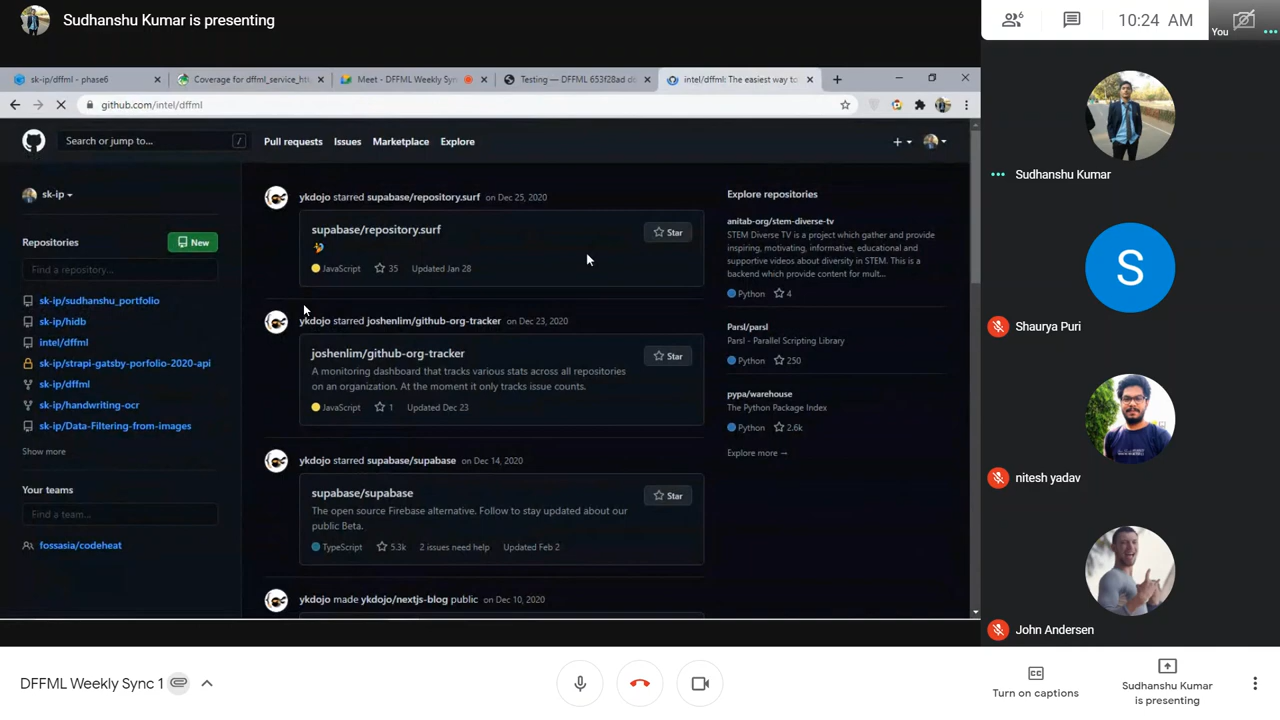 Sudhanshu Kumar is presenting
6
10:24 AM
You
sk-ip/dffml - phase6
Coverage for dffml_service_ht
Meet - DFFML Weekly Syn
Testing — DFFML 653f28ad do
intel/dffml: The easiest way to
github.com/intel/dffml
Search or jump to...
/
Pull requests
Issues
Marketplace
Explore
sk-ip
Repositories
New
Find a repository...
sk-ip/sudhanshu_portfolio
sk-ip/hidb
intel/dffml
sk-ip/strapi-gatsby-porfolio-2020-api
sk-ip/dffml
sk-ip/handwriting-ocr
sk-ip/Data-Filtering-from-images
Show more
Your teams
Find a team...
fossasia/codeheat
ykdojo starred supabase/repository.surf on Dec 25, 2020
supabase/repository.surf
Star
JavaScript 35 Updated Jan 28
ykdojo starred joshenlim/github-org-tracker on Dec 23, 2020
joshenlim/github-org-tracker
Star
A monitoring dashboard that tracks various stats across all repositories
on an organization. At the moment it only tracks issue counts.
JavaScript 1 Updated Dec 23
ykdojo starred supabase/supabase on Dec 14, 2020
supabase/supabase
Star
The open source Firebase alternative. Follow to stay updated about our
public Beta.
TypeScript 5.3k 2 issues need help Updated Feb 2
ykdojo made ykdojo/nextjs-blog public on Dec 10, 2020
Explore repositories
anitab-org/stem-diverse-tv
STEM Diverse TV is a project which gather and provide
inspiring, motivating, informative, educational and
supportive videos about diversity in STEM. This is a
backend which provide content for mult...
Python 4
Parsl/parsl
Parsl - Parallel Scripting Library
Python 250
pypa/warehouse
The Python Package Index
Python 2.6k
Explore more →
Sudhanshu Kumar
S
Shaurya Puri
nitesh yadav
John Andersen
DFFML Weekly Sync 1
CC
Turn on captions
Sudhanshu Kumar
is presenting